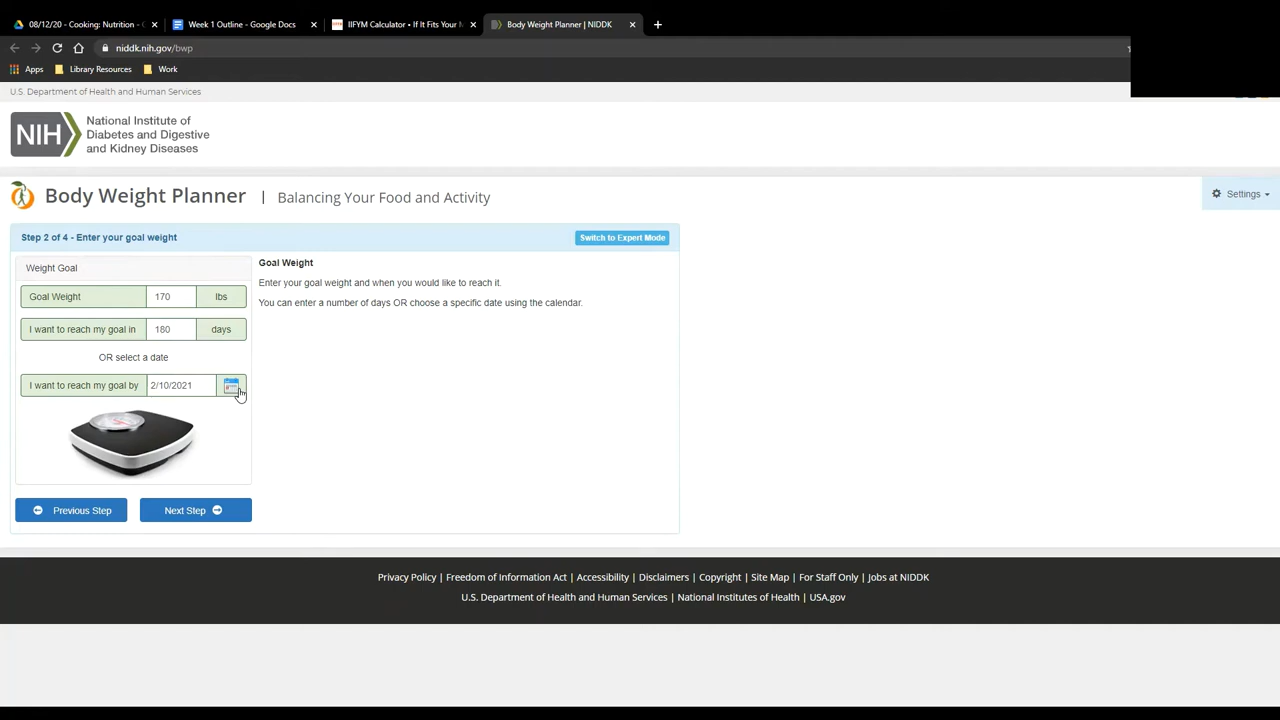 08/12/20 - Cooking: Nutrition - 
Week 1 Outline - Google Docs
IIFYM Calculator • If It Fits Your
Body Weight Planner | NIDDK
niddk.nih.gov/bwp
Apps
Library Resources
Work
U.S. Department of Health and Human Services
NIH
National Institute of
Diabetes and Digestive
and Kidney Diseases
Body Weight Planner | Balancing Your Food and Activity
Settings
Step 2 of 4 - Enter your goal weight
Switch to Expert Mode
Weight Goal
Goal Weight 170 lbs
I want to reach my goal in 180 days
OR select a date
I want to reach my goal by 2/10/2021
Goal Weight
Enter your goal weight and when you would like to reach it.
You can enter a number of days OR choose a specific date using the calendar.
Previous Step
Next Step
Privacy Policy | Freedom of Information Act | Accessibility | Disclaimers | Copyright | Site Map | For Staff Only | Jobs at NIDDK
U.S. Department of Health and Human Services | National Institutes of Health | USA.gov